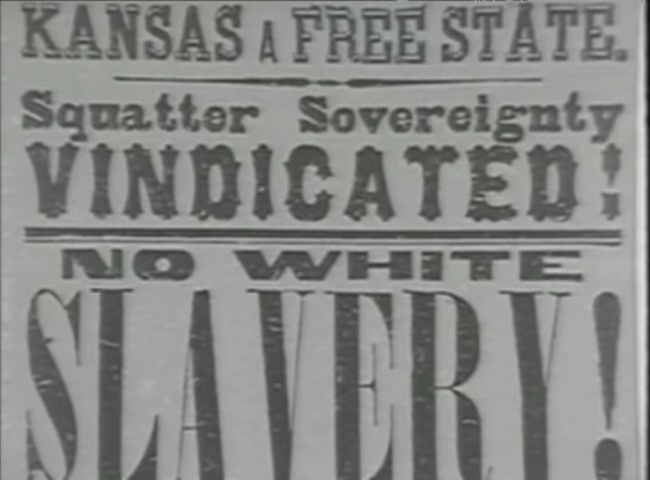 KANSAS A FREE STATE.
Squatter Sovereignty
VINDICATED!
NO WHITE
SLAVERY!